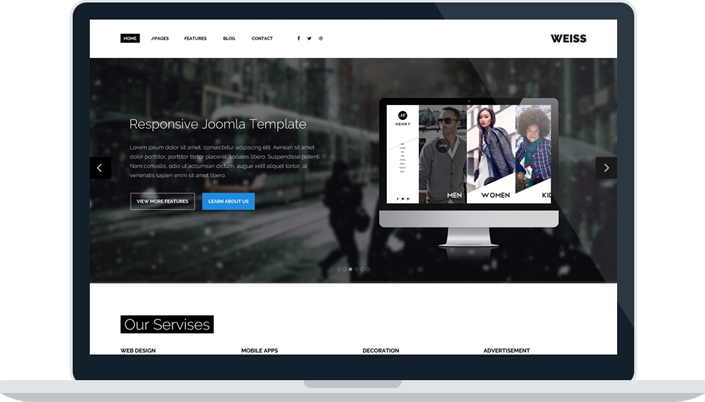 HOME
J!PAGES
FEATURES
BLOG
CONTACT
WEISS
Responsive Joomla Template
Lorem ipsum dolor sit amet, consectetur adipiscing elit. Aenean sit amet
dolor porttitor, porttitor tortor placerat, sodales libero. Suspendisse potenti.
Nam convallis, odio ut accumsan dictum, augue velit aliquet tortor, at
venenatis sapien enim sit amet libero.
VIEW MORE FEATURES
LEARN ABOUT US
HENRY
MEN
WOMEN
KID
Our Servises
WEB DESIGN
MOBILE APPS
DECORATION
ADVERTISEMENT